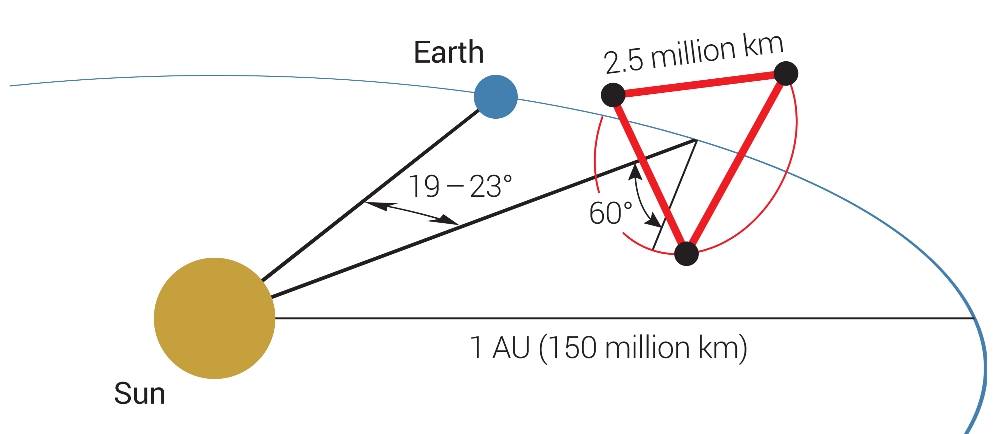 Earth
2.5 million km
19–23°
60°
1 AU (150 million km)
Sun